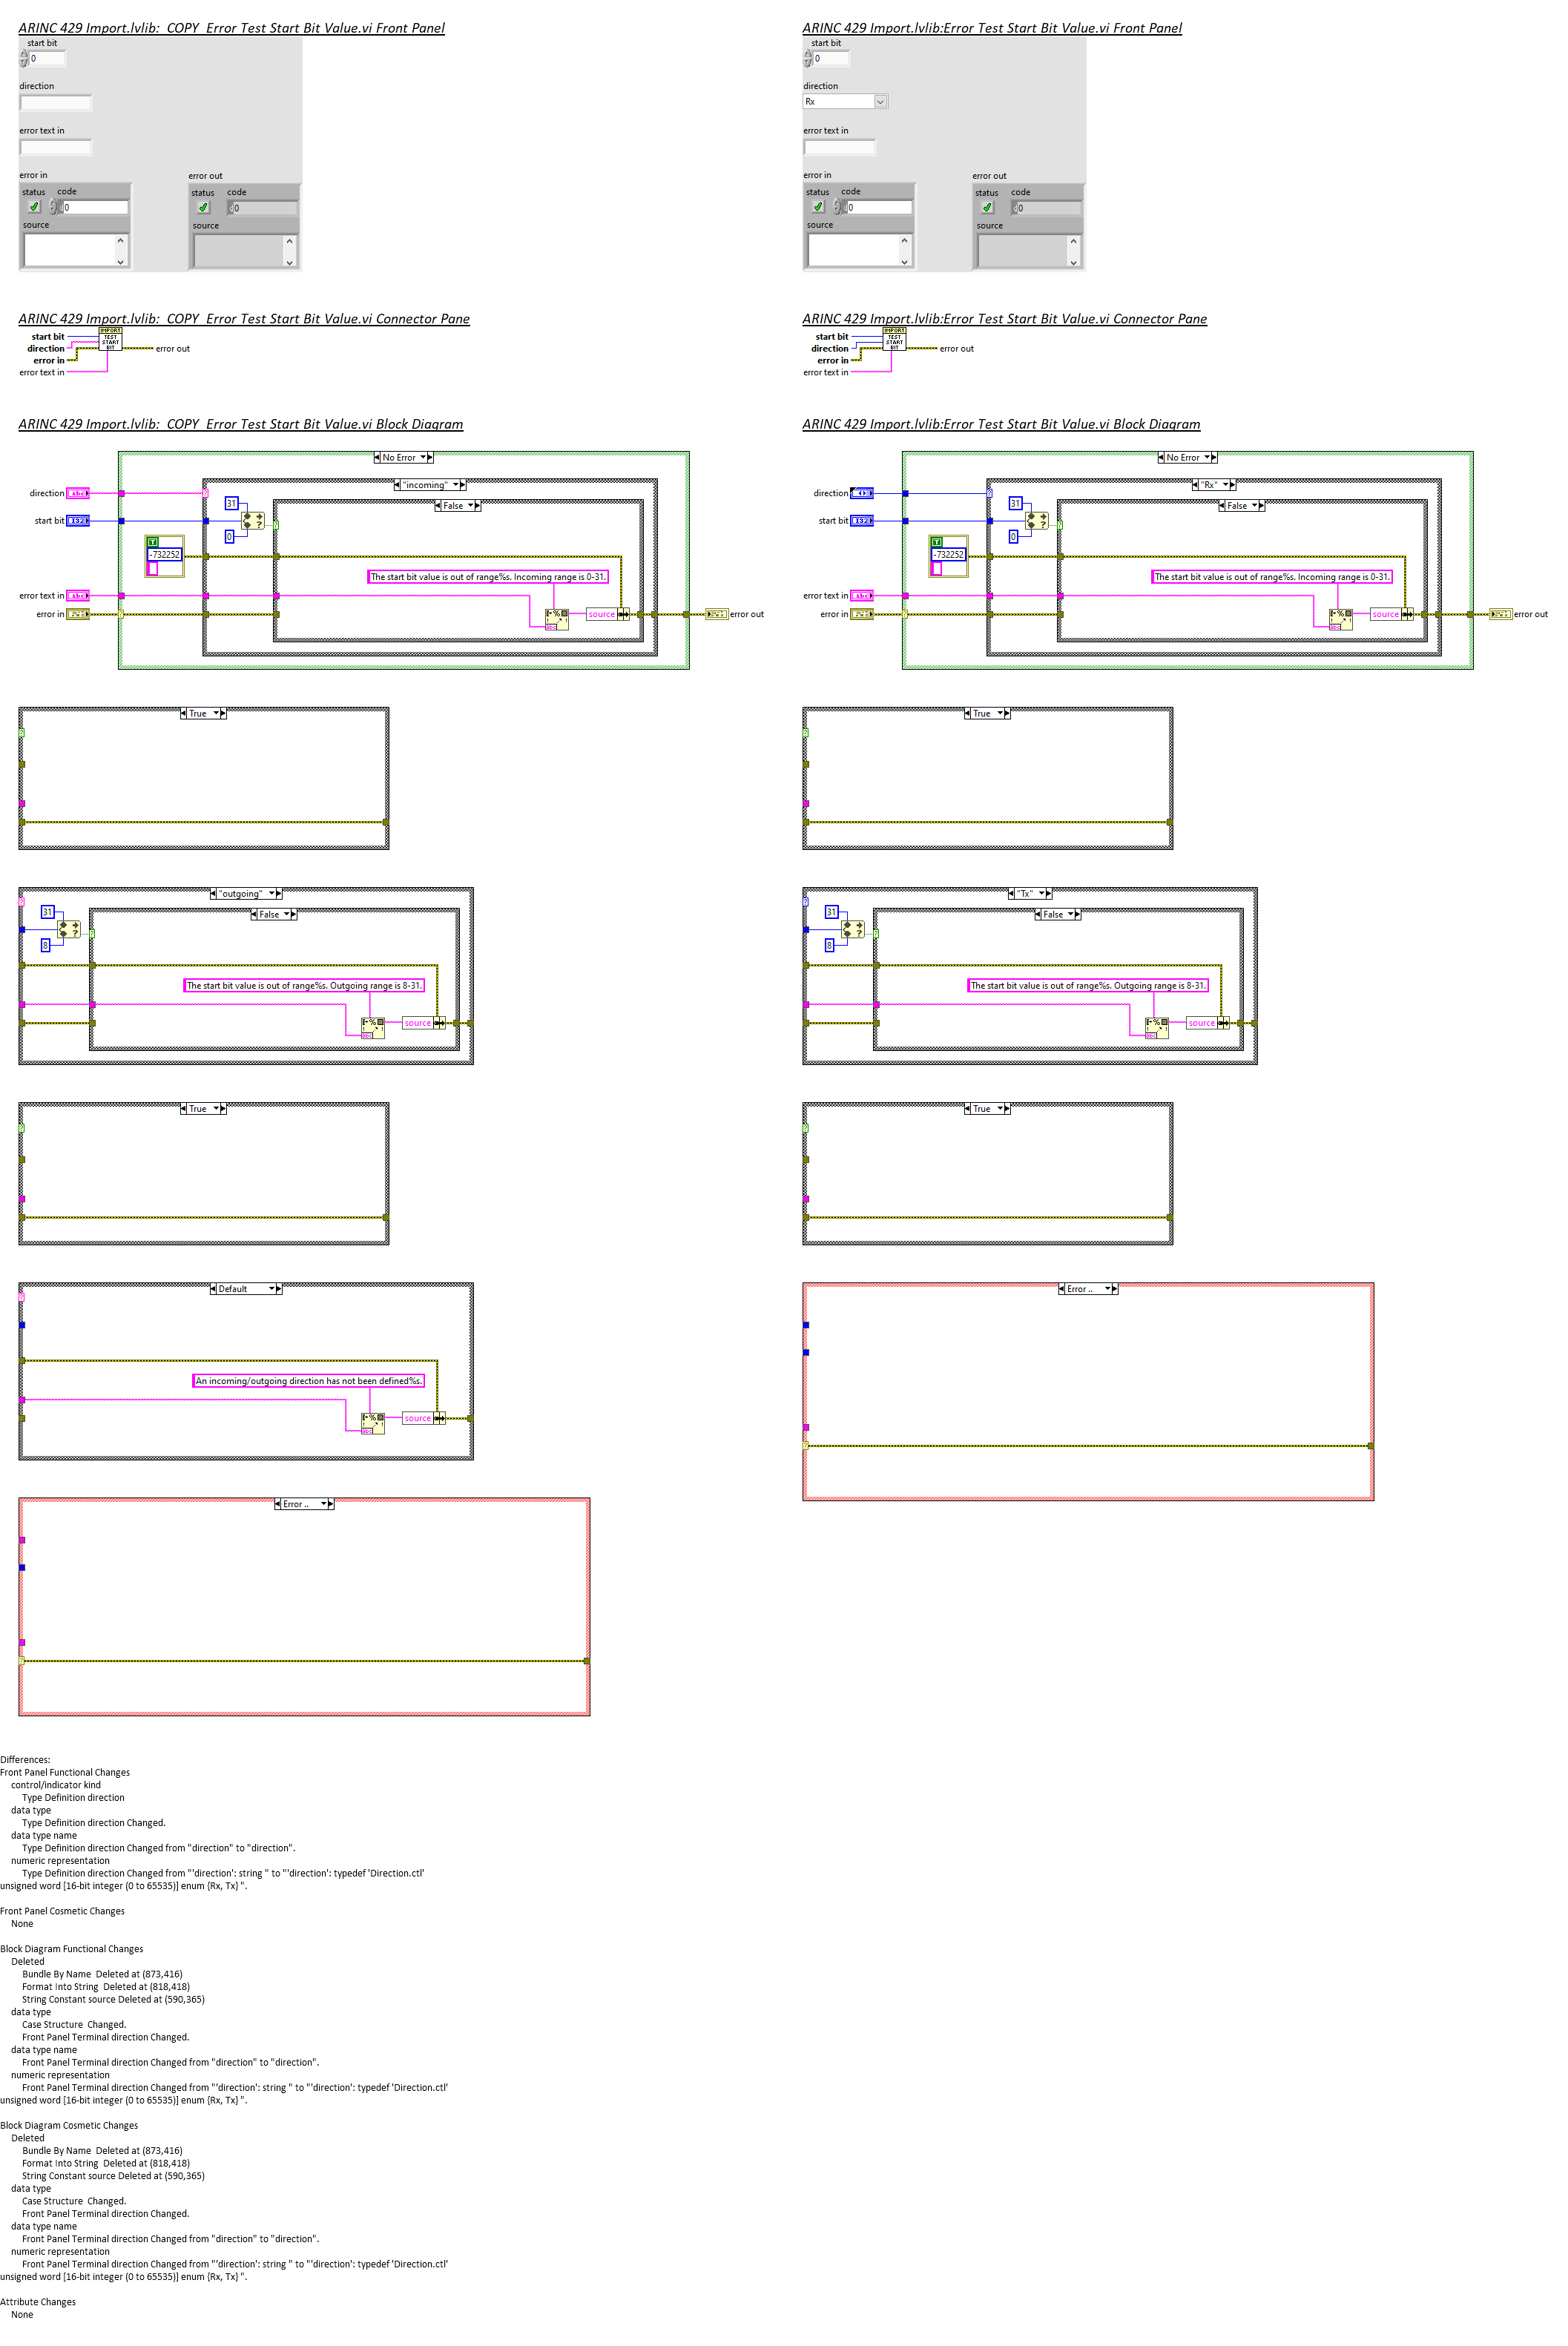 ARINC 429 Import.lvlib:  COPY  Error Test Start Bit Value.vi Front Panel
start bit
0
direction
error text in
error in
error out
status code
status code
0
0
source
source
ARINC 429 Import.lvlib:Error Test Start Bit Value.vi Front Panel
start bit
0
direction
Rx
error text in
error in
error out
status code
status code
0
0
source
source
ARINC 429 Import.lvlib:  COPY  Error Test Start Bit Value.vi Connector Pane
IMPORT
TEST
START
BIT
start bit
direction
error in
error text in
error out
ARINC 429 Import.lvlib:Error Test Start Bit Value.vi Connector Pane
IMPORT
TEST
START
BIT
start bit
direction
error in
error text in
error out
ARINC 429 Import.lvlib:  COPY  Error Test Start Bit Value.vi Block Diagram
No Error
"incoming"
direction
abc
31
False
start bit
I32
0
T
-732252
The start bit value is out of range%s. Incoming range is 0-31.
error text in
abc
error in
source
error out
True
"outgoing"
31
False
8
The start bit value is out of range%s. Outgoing range is 8-31.
source
True
Default
An incoming/outgoing direction has not been defined%s.
source
Error ..
ARINC 429 Import.lvlib:Error Test Start Bit Value.vi Block Diagram
No Error
"Rx"
direction
31
False
start bit
I32
0
T
-732252
The start bit value is out of range%s. Incoming range is 0-31.
error text in
abc
error in
source
error out
True
"Tx"
31
False
8
The start bit value is out of range%s. Outgoing range is 8-31.
source
True
Error ..
Differences:
Front Panel Functional Changes
control/indicator kind
Type Definition direction
data type
Type Definition direction Changed.
data type name
Type Definition direction Changed from "direction" to "direction".
numeric representation
Type Definition direction Changed from "'direction': string " to "'direction': typedef 'Direction.ctl'
unsigned word [16-bit integer (0 to 65535)] enum {Rx, Tx} ".
Front Panel Cosmetic Changes
None
Block Diagram Functional Changes
Deleted
Bundle By Name  Deleted at (873,416)
Format Into String  Deleted at (818,418)
String Constant source Deleted at (590,365)
data type
Case Structure  Changed.
Front Panel Terminal direction Changed.
data type name
Front Panel Terminal direction Changed from "direction" to "direction".
numeric representation
Front Panel Terminal direction Changed from "'direction': string " to "'direction': typedef 'Direction.ctl'
unsigned word [16-bit integer (0 to 65535)] enum {Rx, Tx} ".
Block Diagram Cosmetic Changes
Deleted
Bundle By Name  Deleted at (873,416)
Format Into String  Deleted at (818,418)
String Constant source Deleted at (590,365)
data type
Case Structure  Changed.
Front Panel Terminal direction Changed.
data type name
Front Panel Terminal direction Changed from "direction" to "direction".
numeric representation
Front Panel Terminal direction Changed from "'direction': string " to "'direction': typedef 'Direction.ctl'
unsigned word [16-bit integer (0 to 65535)] enum {Rx, Tx} ".
Attribute Changes
None